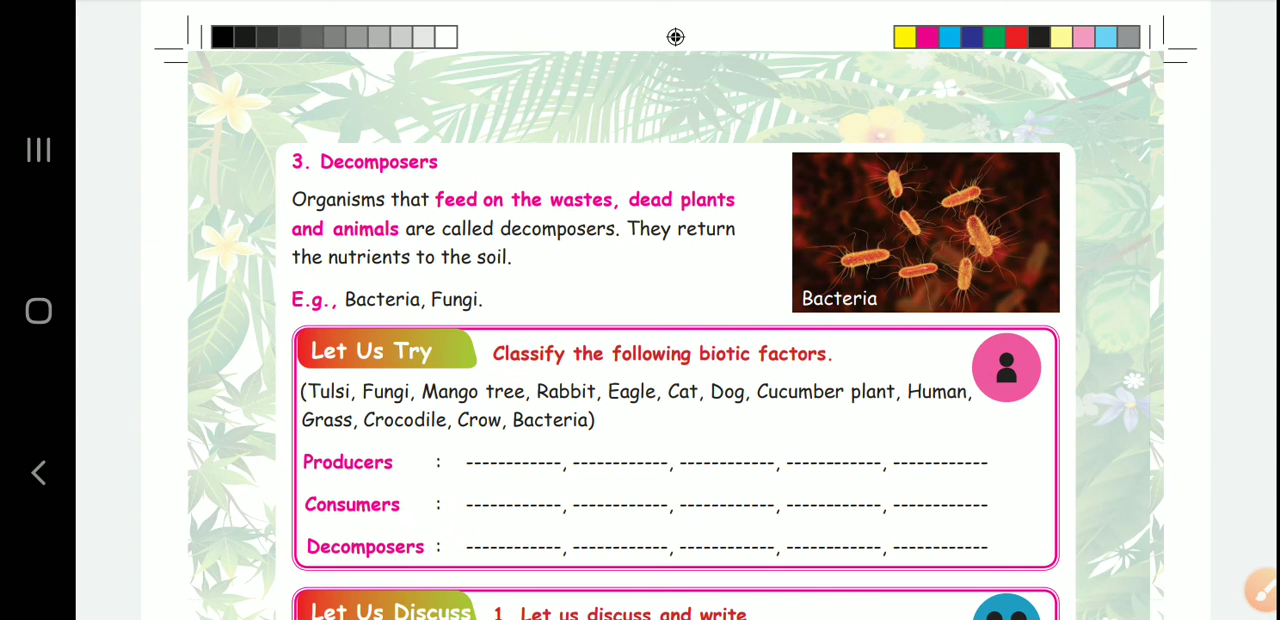 3. Decomposers
Organisms that feed on the wastes, dead plants
and animals are called decomposers. They return
the nutrients to the soil.
E.g., Bacteria, Fungi.
Bacteria
Let Us Try
Classify the following biotic factors.
(Tulsi, Fungi, Mango tree, Rabbit, Eagle, Cat, Dog, Cucumber plant, Human,
Grass, Crocodile, Crow, Bacteria)
Producers : ------------, ------------, ------------, ------------, ------------
Consumers : ------------, ------------, ------------, ------------, ------------
Decomposers : ------------, ------------, ------------, ------------, ------------
Let Us Discuss
1. Let us discuss and write